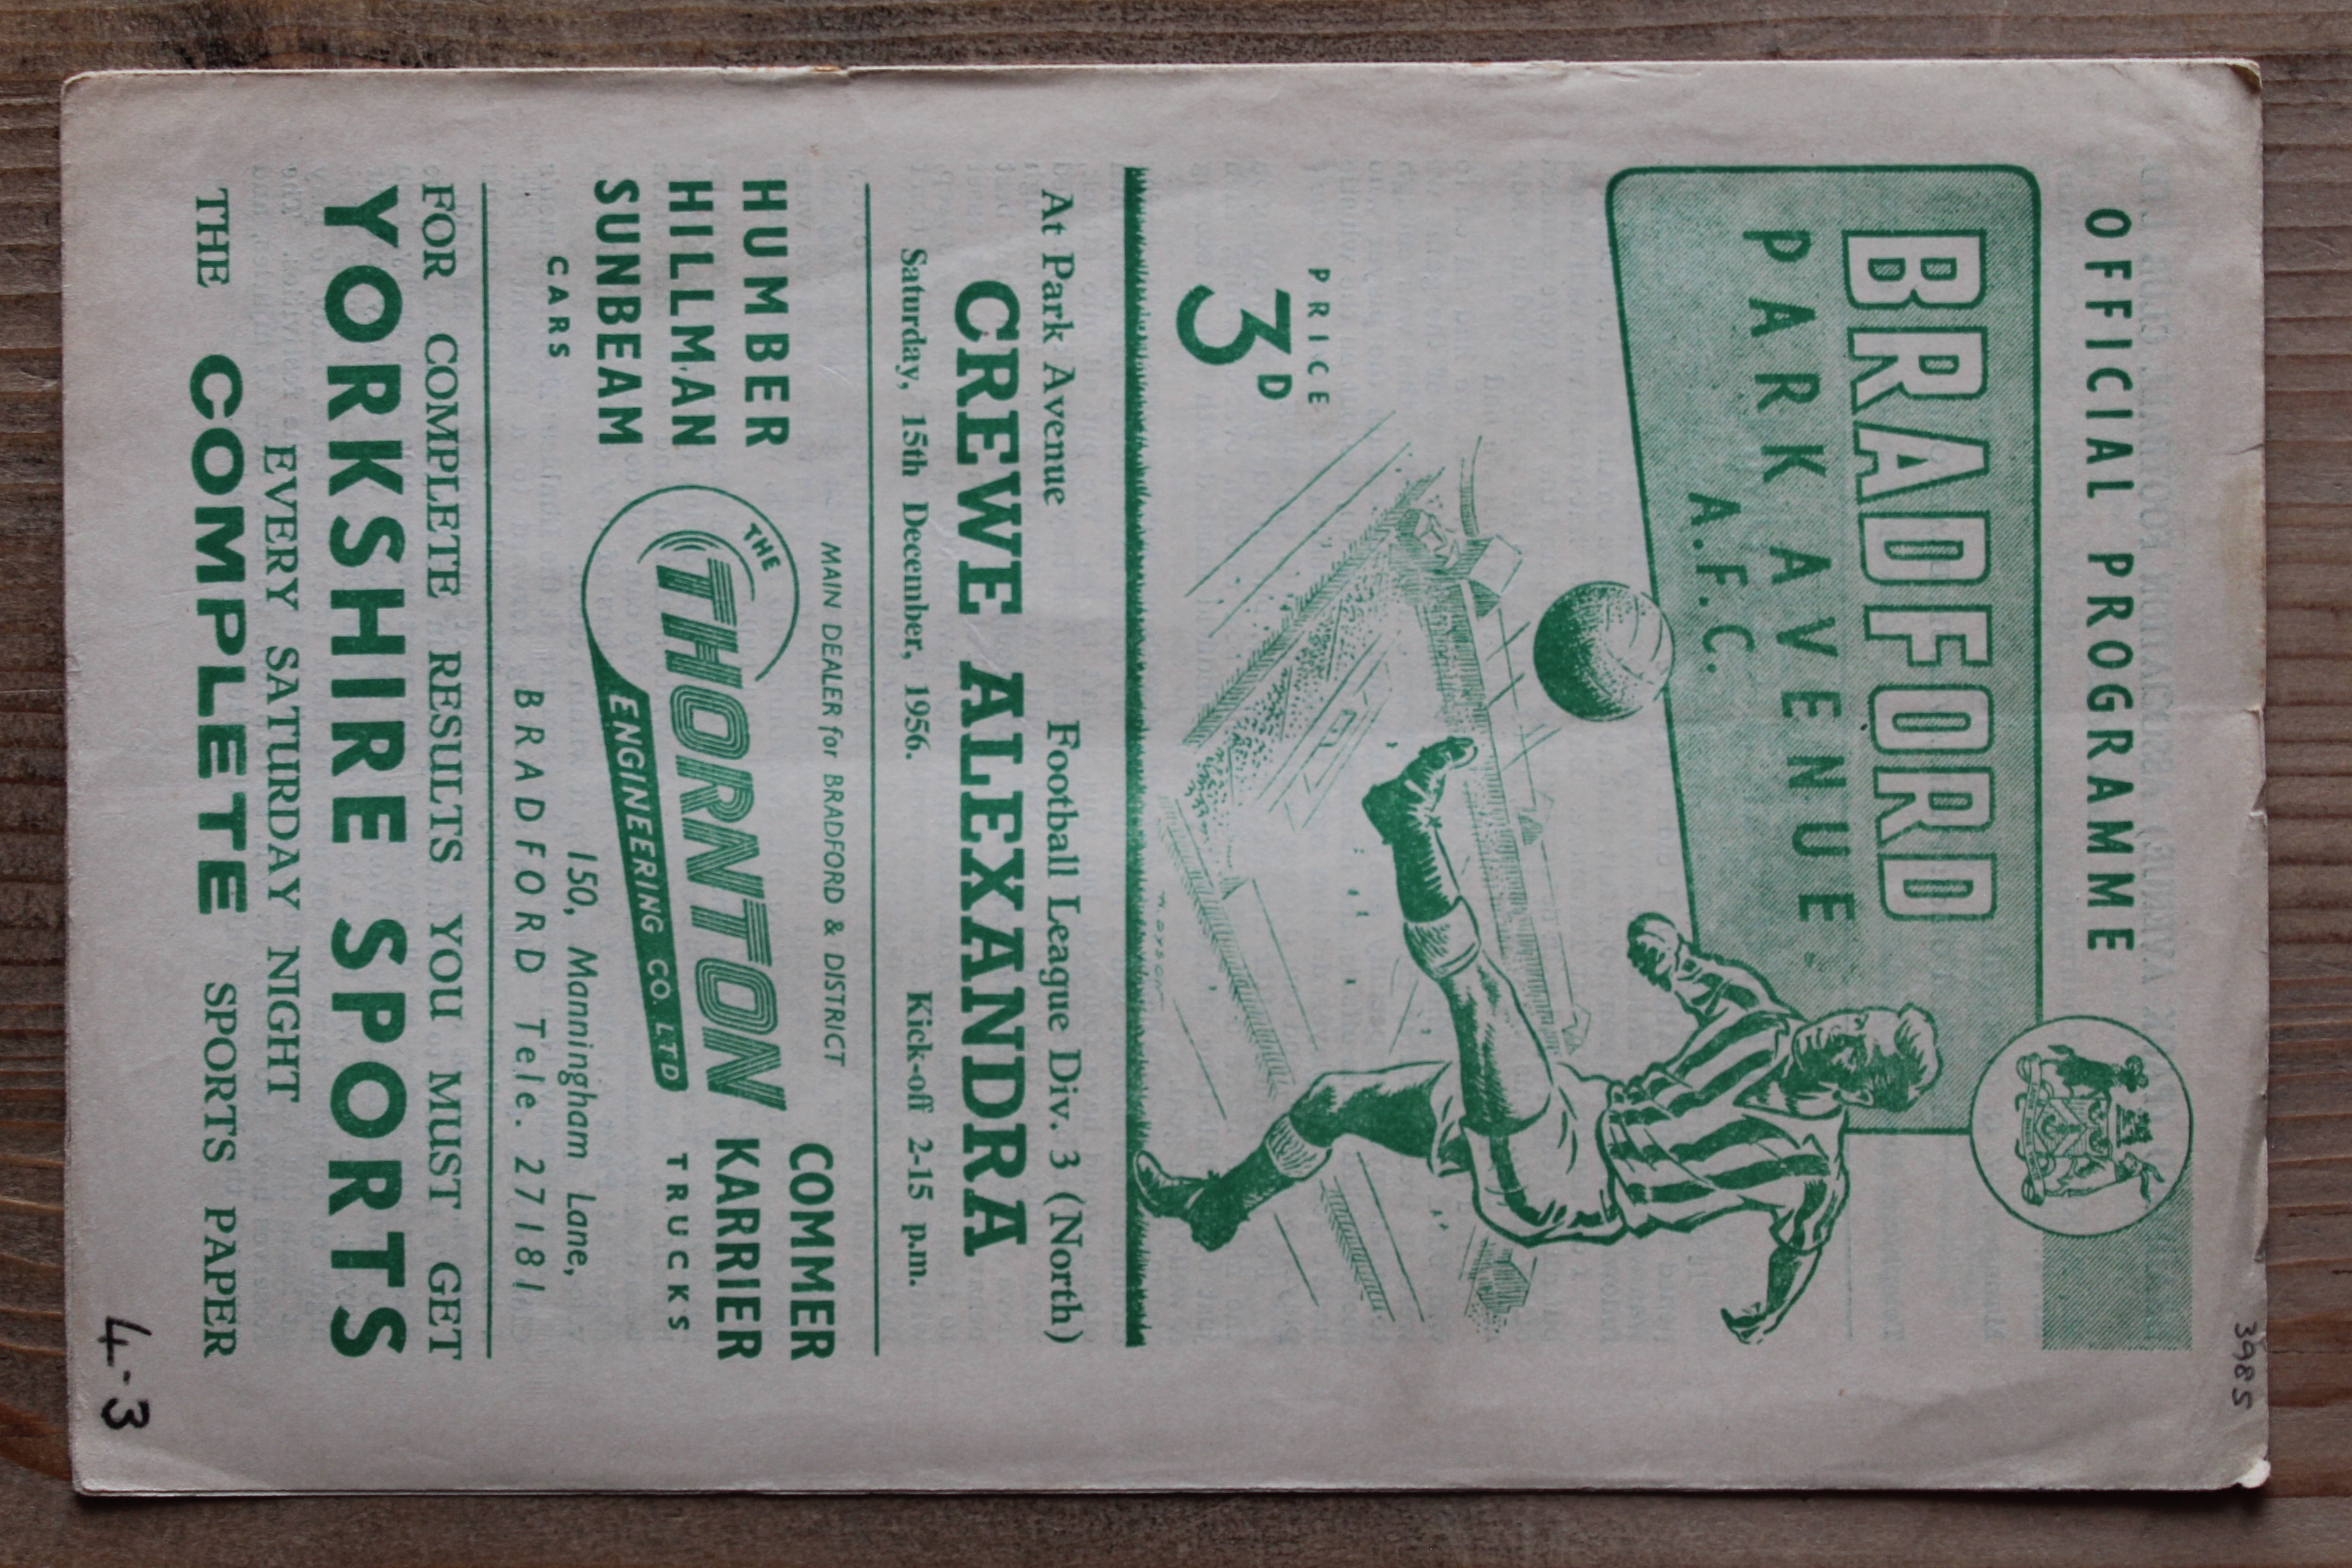 OFFICIAL PROGRAMME
3985
BRADFORD
PARK AVENUE
A.F.C.
PRICE
3D
At Park Avenue Football League Div. 3 (North)
CREWE ALEXANDRA
Saturday, 15th December, 1956. Kick-off 2-15 p.m.
MAIN DEALER for BRADFORD & DISTRICT
HUMBER
HILLMAN
SUNBEAM
CARS
THE
THORNTON
ENGINEERING CO. LTD
COMMER
KARRIER
TRUCKS
150, Manningham Lane,
BRADFORD Tele. 27181
FOR COMPLETE RESULTS YOU MUST GET
YORKSHIRE SPORTS
EVERY SATURDAY NIGHT
THE COMPLETE SPORTS PAPER
4-3